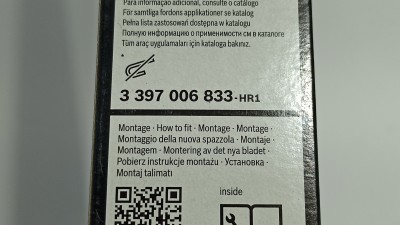 Para informação adicional, consulte o catálogo
För samtliga fordons applikationer se katalog
Pełna lista zastosowań dostępna w katalogu
Полную информацию о применимости см в каталоге
Tüm araç uygulamaları için kataloga bakınız.
*
3 397 006 833-HR1
Montage · How to fit · Montage · Montage ·
Montaggio della nuova spazzola · Montaje ·
Montagem · Montering av det nya bladet ·
Pobierz instrukcje montażu · Установка ·
Montaj talimatı
inside